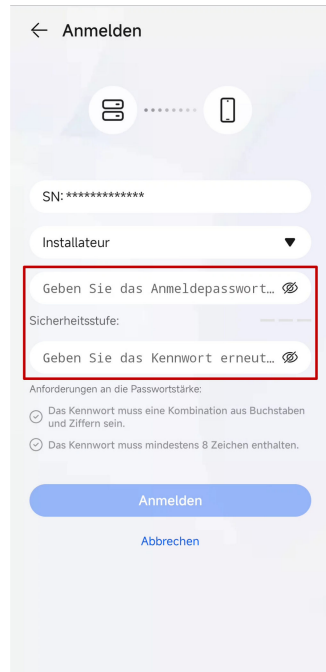 Anmelden
SN:*************
Installateur
Geben Sie das Anmeldepasswort…
Sicherheitsstufe:
Geben Sie das Kennwort erneut…
Anforderungen an die Passwortstärke:
Das Kennwort muss eine Kombination aus Buchstaben
und Ziffern sein.
Das Kennwort muss mindestens 8 Zeichen enthalten.
Anmelden
Abbrechen